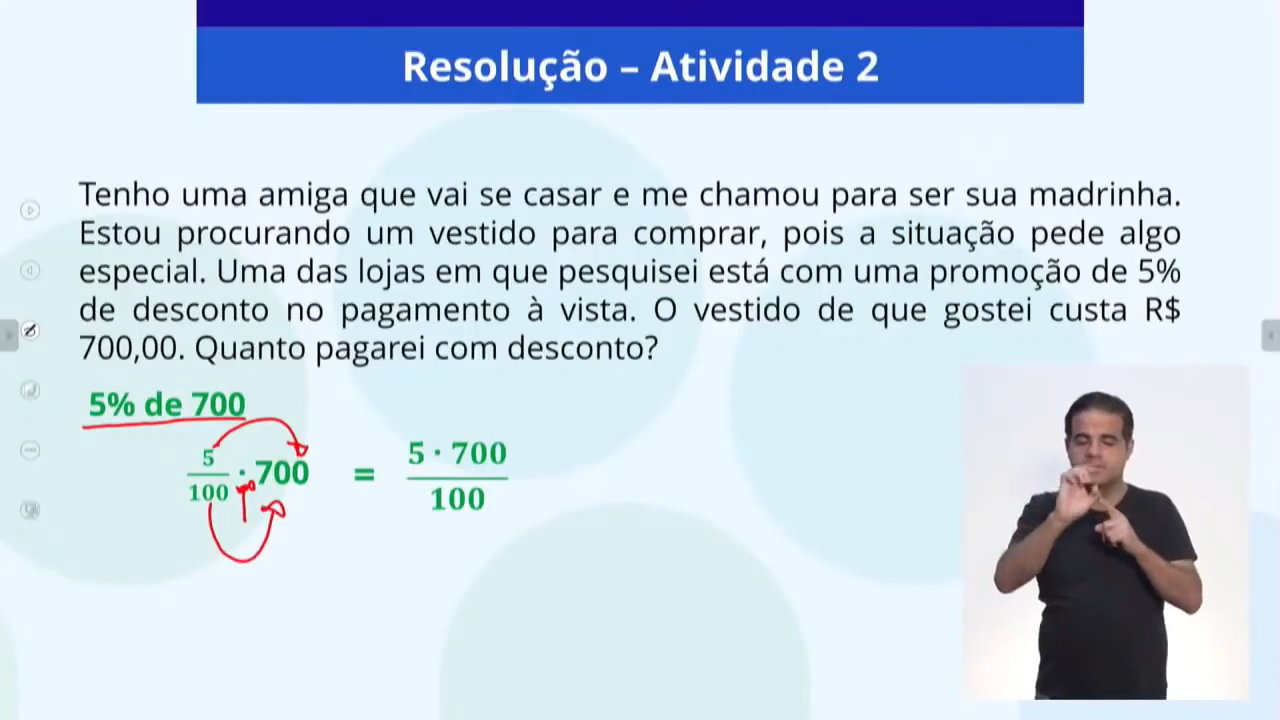 Resolução – Atividade 2
Tenho uma amiga que vai se casar e me chamou para ser sua madrinha.
Estou procurando um vestido para comprar, pois a situação pede algo
especial. Uma das lojas em que pesquisei está com uma promoção de 5%
de desconto no pagamento à vista. O vestido de que gostei custa R$
700,00. Quanto pagarei com desconto?
5% de 700
5/100 · 700 = 5 · 700/100